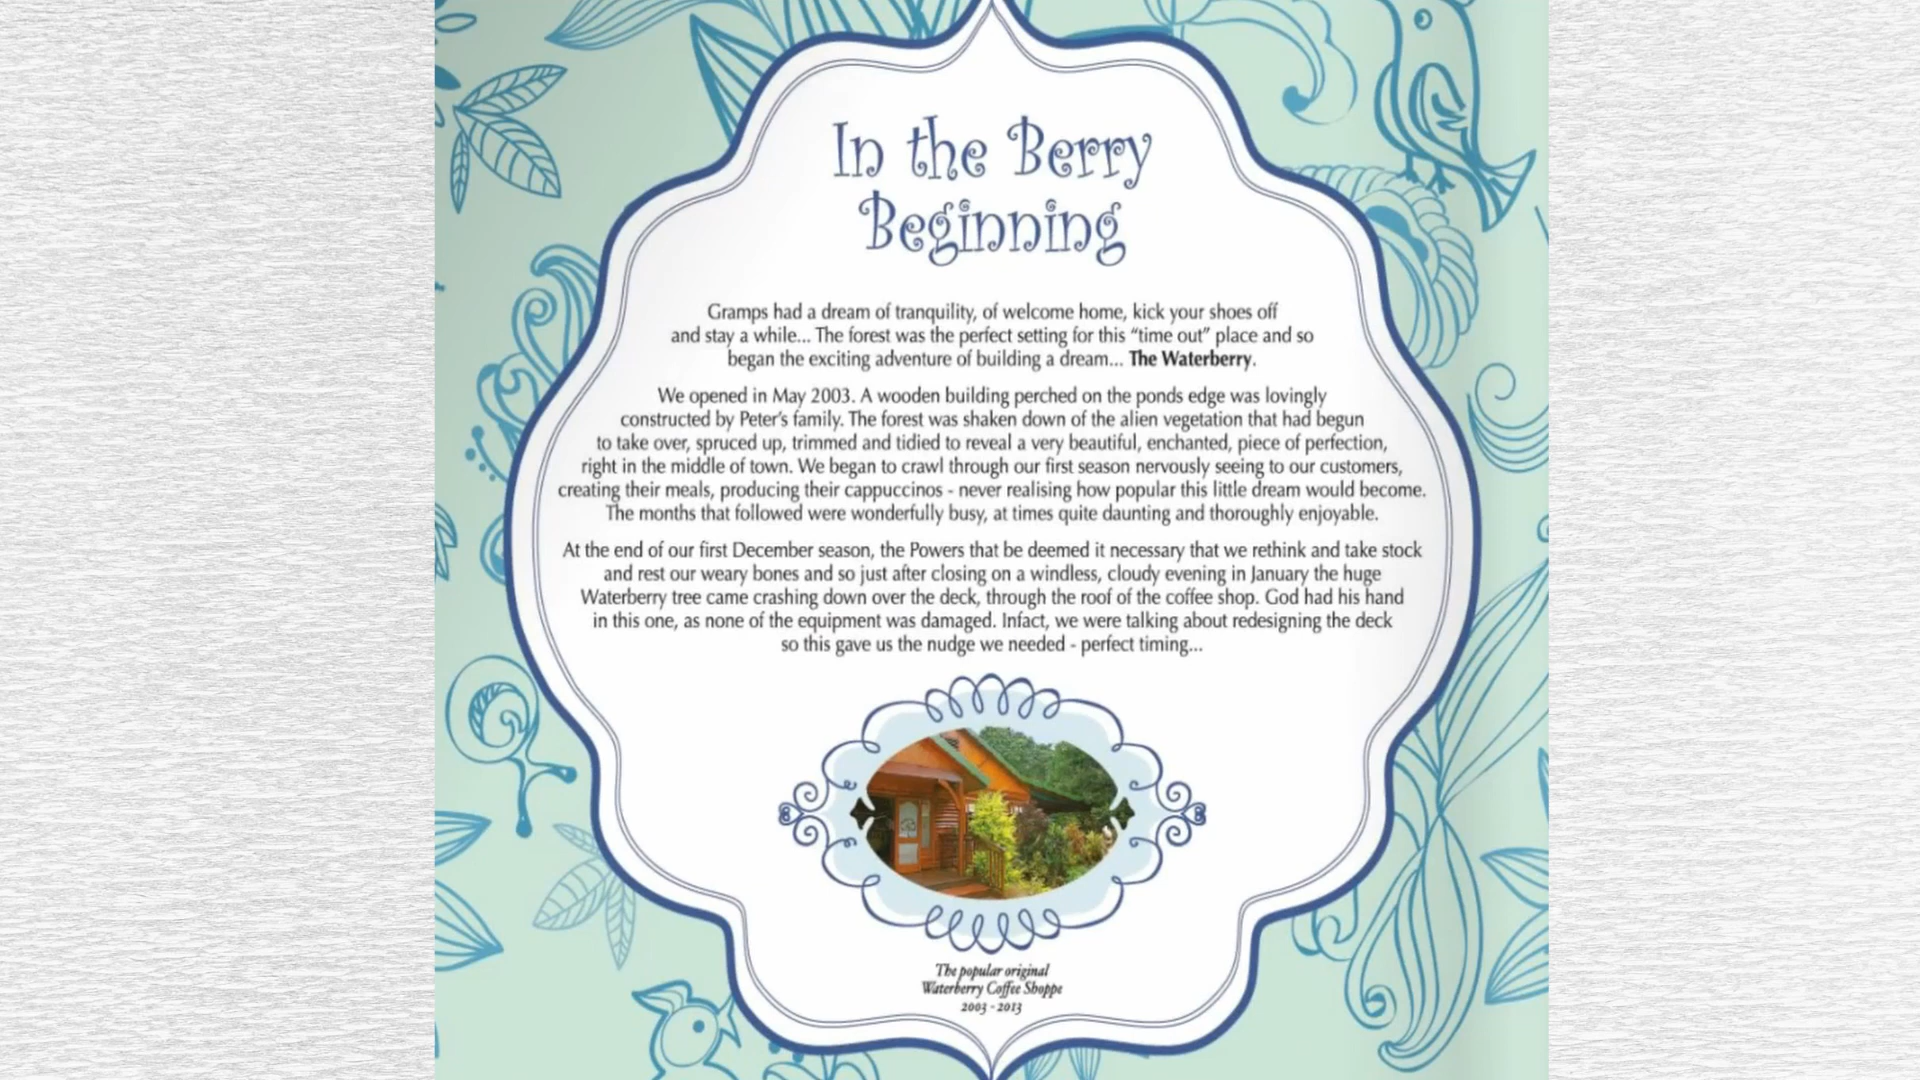 In the Berry
Beginning
Gramps had a dream of tranquility, of welcome home, kick your shoes off
and stay a while... The forest was the perfect setting for this “time out” place and so
began the exciting adventure of building a dream... The Waterberry.
We opened in May 2003. A wooden building perched on the ponds edge was lovingly
constructed by Peter’s family. The forest was shaken down of the alien vegetation that had begun
to take over, spruced up, trimmed and tidied to reveal a very beautiful, enchanted, piece of perfection,
right in the middle of town. We began to crawl through our first season nervously seeing to our customers,
creating their meals, producing their cappuccinos - never realising how popular this little dream would become.
The months that followed were wonderfully busy, at times quite daunting and thoroughly enjoyable.
At the end of our first December season, the Powers that be deemed it necessary that we rethink and take stock
and rest our weary bones and so just after closing on a windless, cloudy evening in January the huge
Waterberry tree came crashing down over the deck, through the roof of the coffee shop. God had his hand
in this one, as none of the equipment was damaged. Infact, we were talking about redesigning the deck
so this gave us the nudge we needed - perfect timing...
The popular original
Waterberry Coffee Shoppe
2003 - 2013